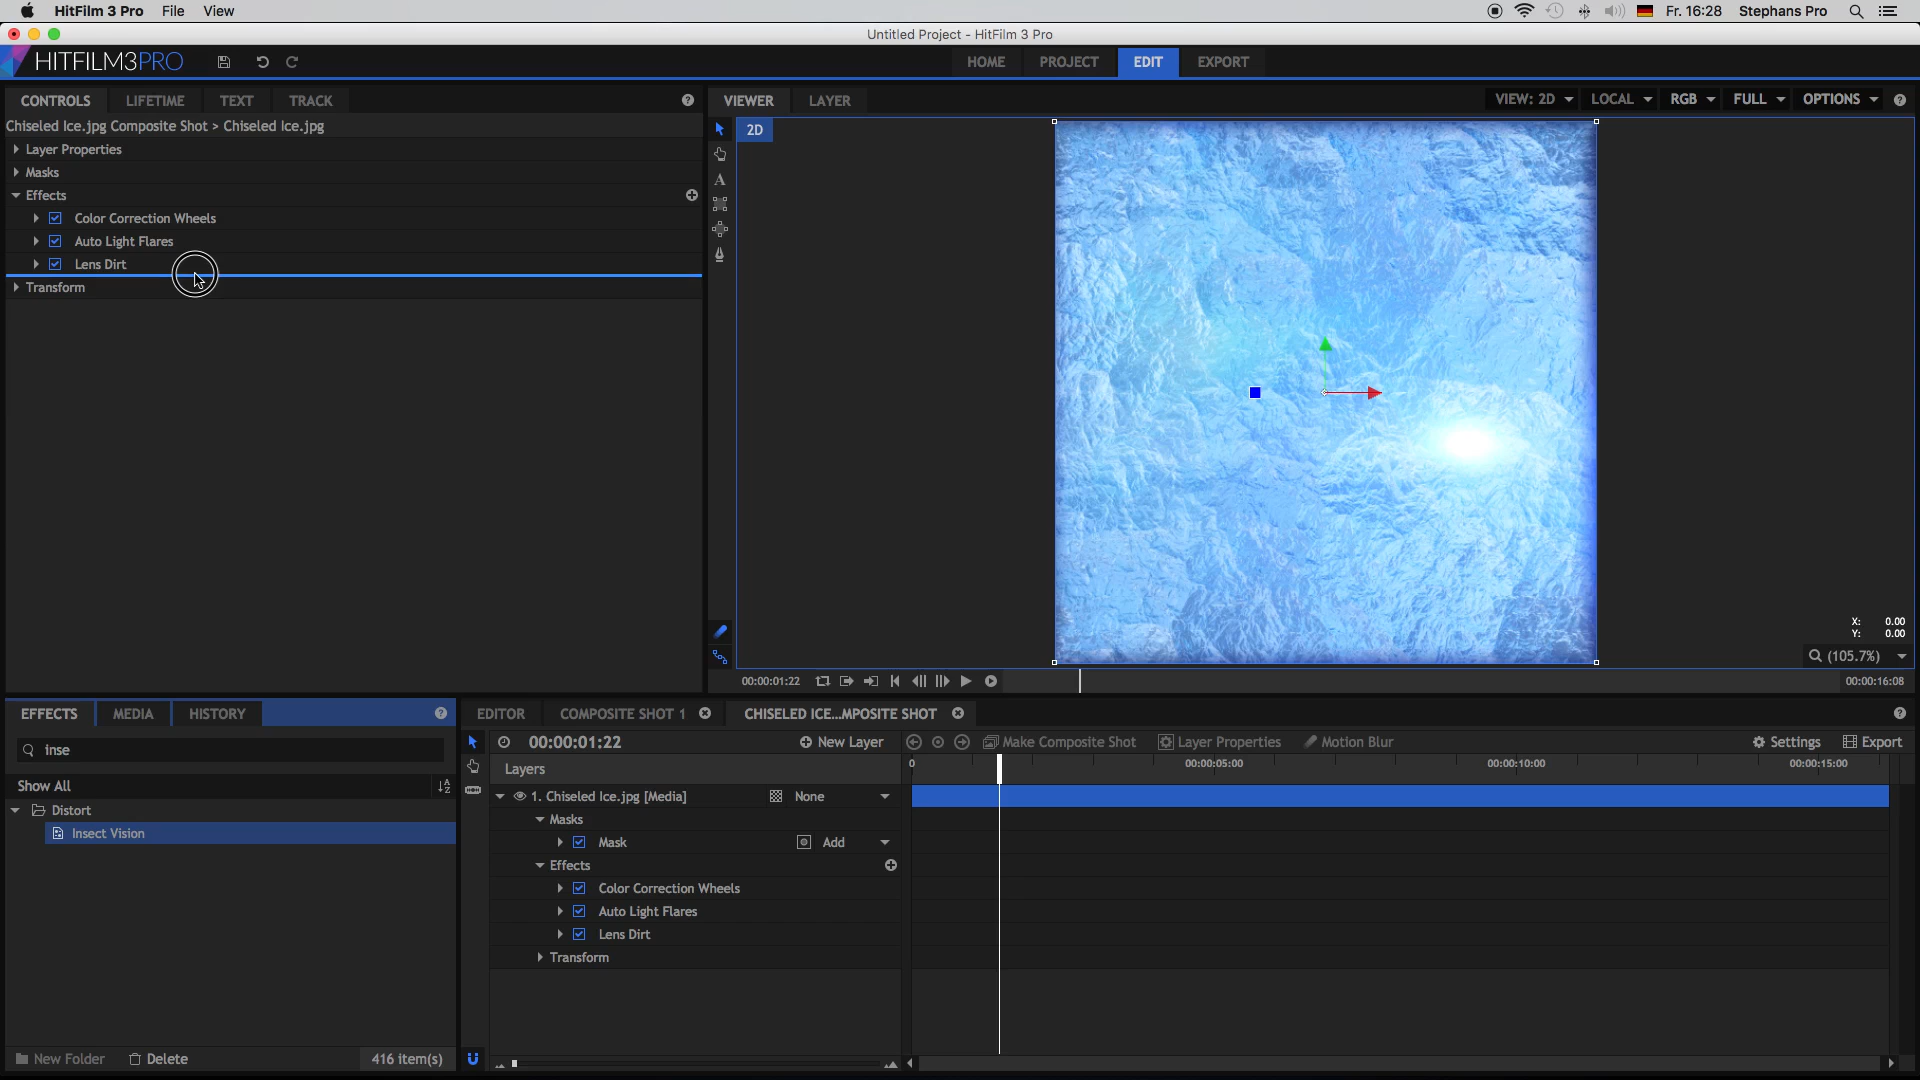 HitFilm 3 Pro File View
Fr. 16:28 Stephans Pro
Untitled Project - HitFilm 3 Pro
HITFILM3PRO
HOME PROJECT EDIT EXPORT
CONTROLS LIFETIME TEXT TRACK
VIEWER LAYER
VIEW: 2D LOCAL RGB FULL OPTIONS
Chiseled Ice.jpg Composite Shot > Chiseled Ice.jpg
2D
Layer Properties
Masks
Effects
Color Correction Wheels
Auto Light Flares
Lens Dirt
Transform
X: 0.00
Y: 0.00
(105.7%)
00:00:01:22
00:00:16:08
EFFECTS MEDIA HISTORY
inse
Show All
Distort
Insect Vision
New Folder Delete 416 item(s)
EDITOR COMPOSITE SHOT 1 CHISELED ICE...MPOSITE SHOT
00:00:01:22 New Layer Make Composite Shot Layer Properties Motion Blur Settings Export
Layers
0 00:00:05:00 00:00:10:00 00:00:15:00
1. Chiseled Ice.jpg [Media] None
Masks
Mask Add
Effects
Color Correction Wheels
Auto Light Flares
Lens Dirt
Transform